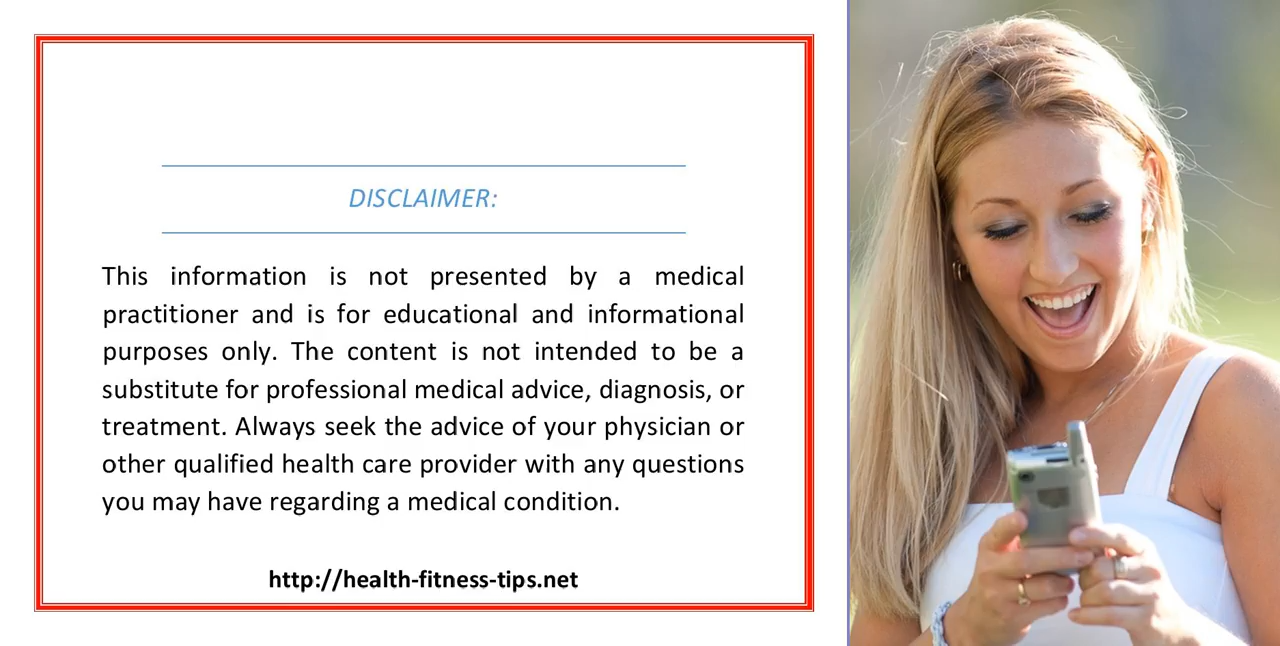 DISCLAIMER:
This information is not presented by a medical
practitioner and is for educational and informational
purposes only. The content is not intended to be a
substitute for professional medical advice, diagnosis, or
treatment. Always seek the advice of your physician or
other qualified health care provider with any questions
you may have regarding a medical condition.
http://health-fitness-tips.net